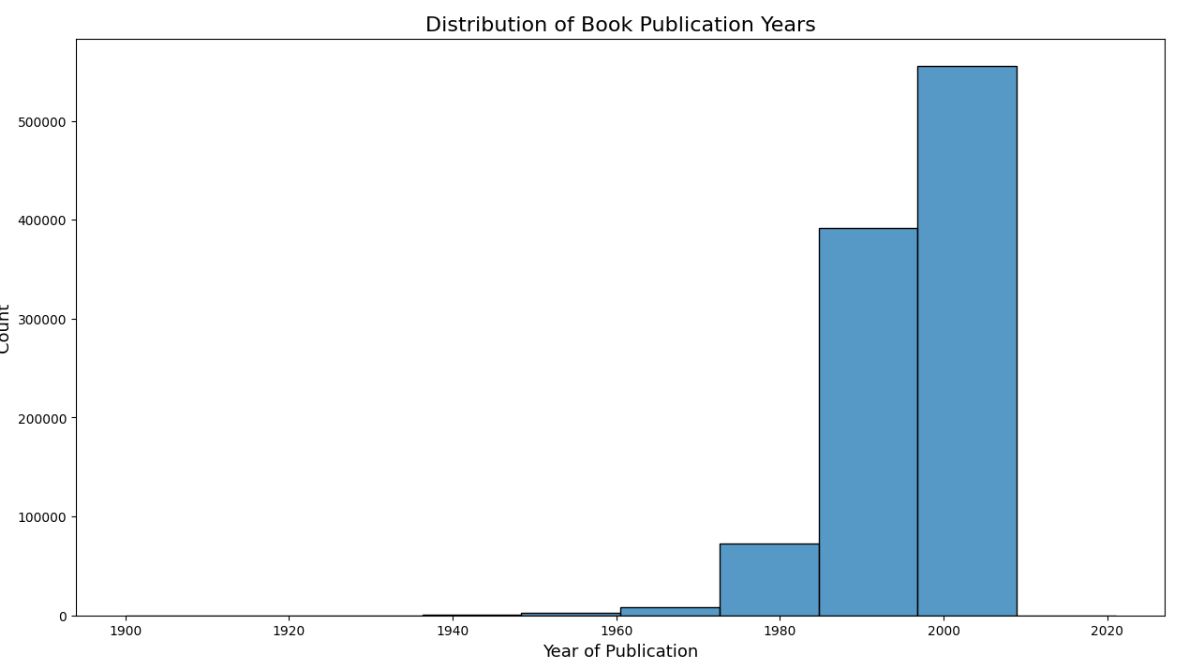 Distribution of Book Publication Years
500000
400000
300000
200000
100000
0
Count
1900 1920 1940 1960 1980 2000 2020
Year of Publication